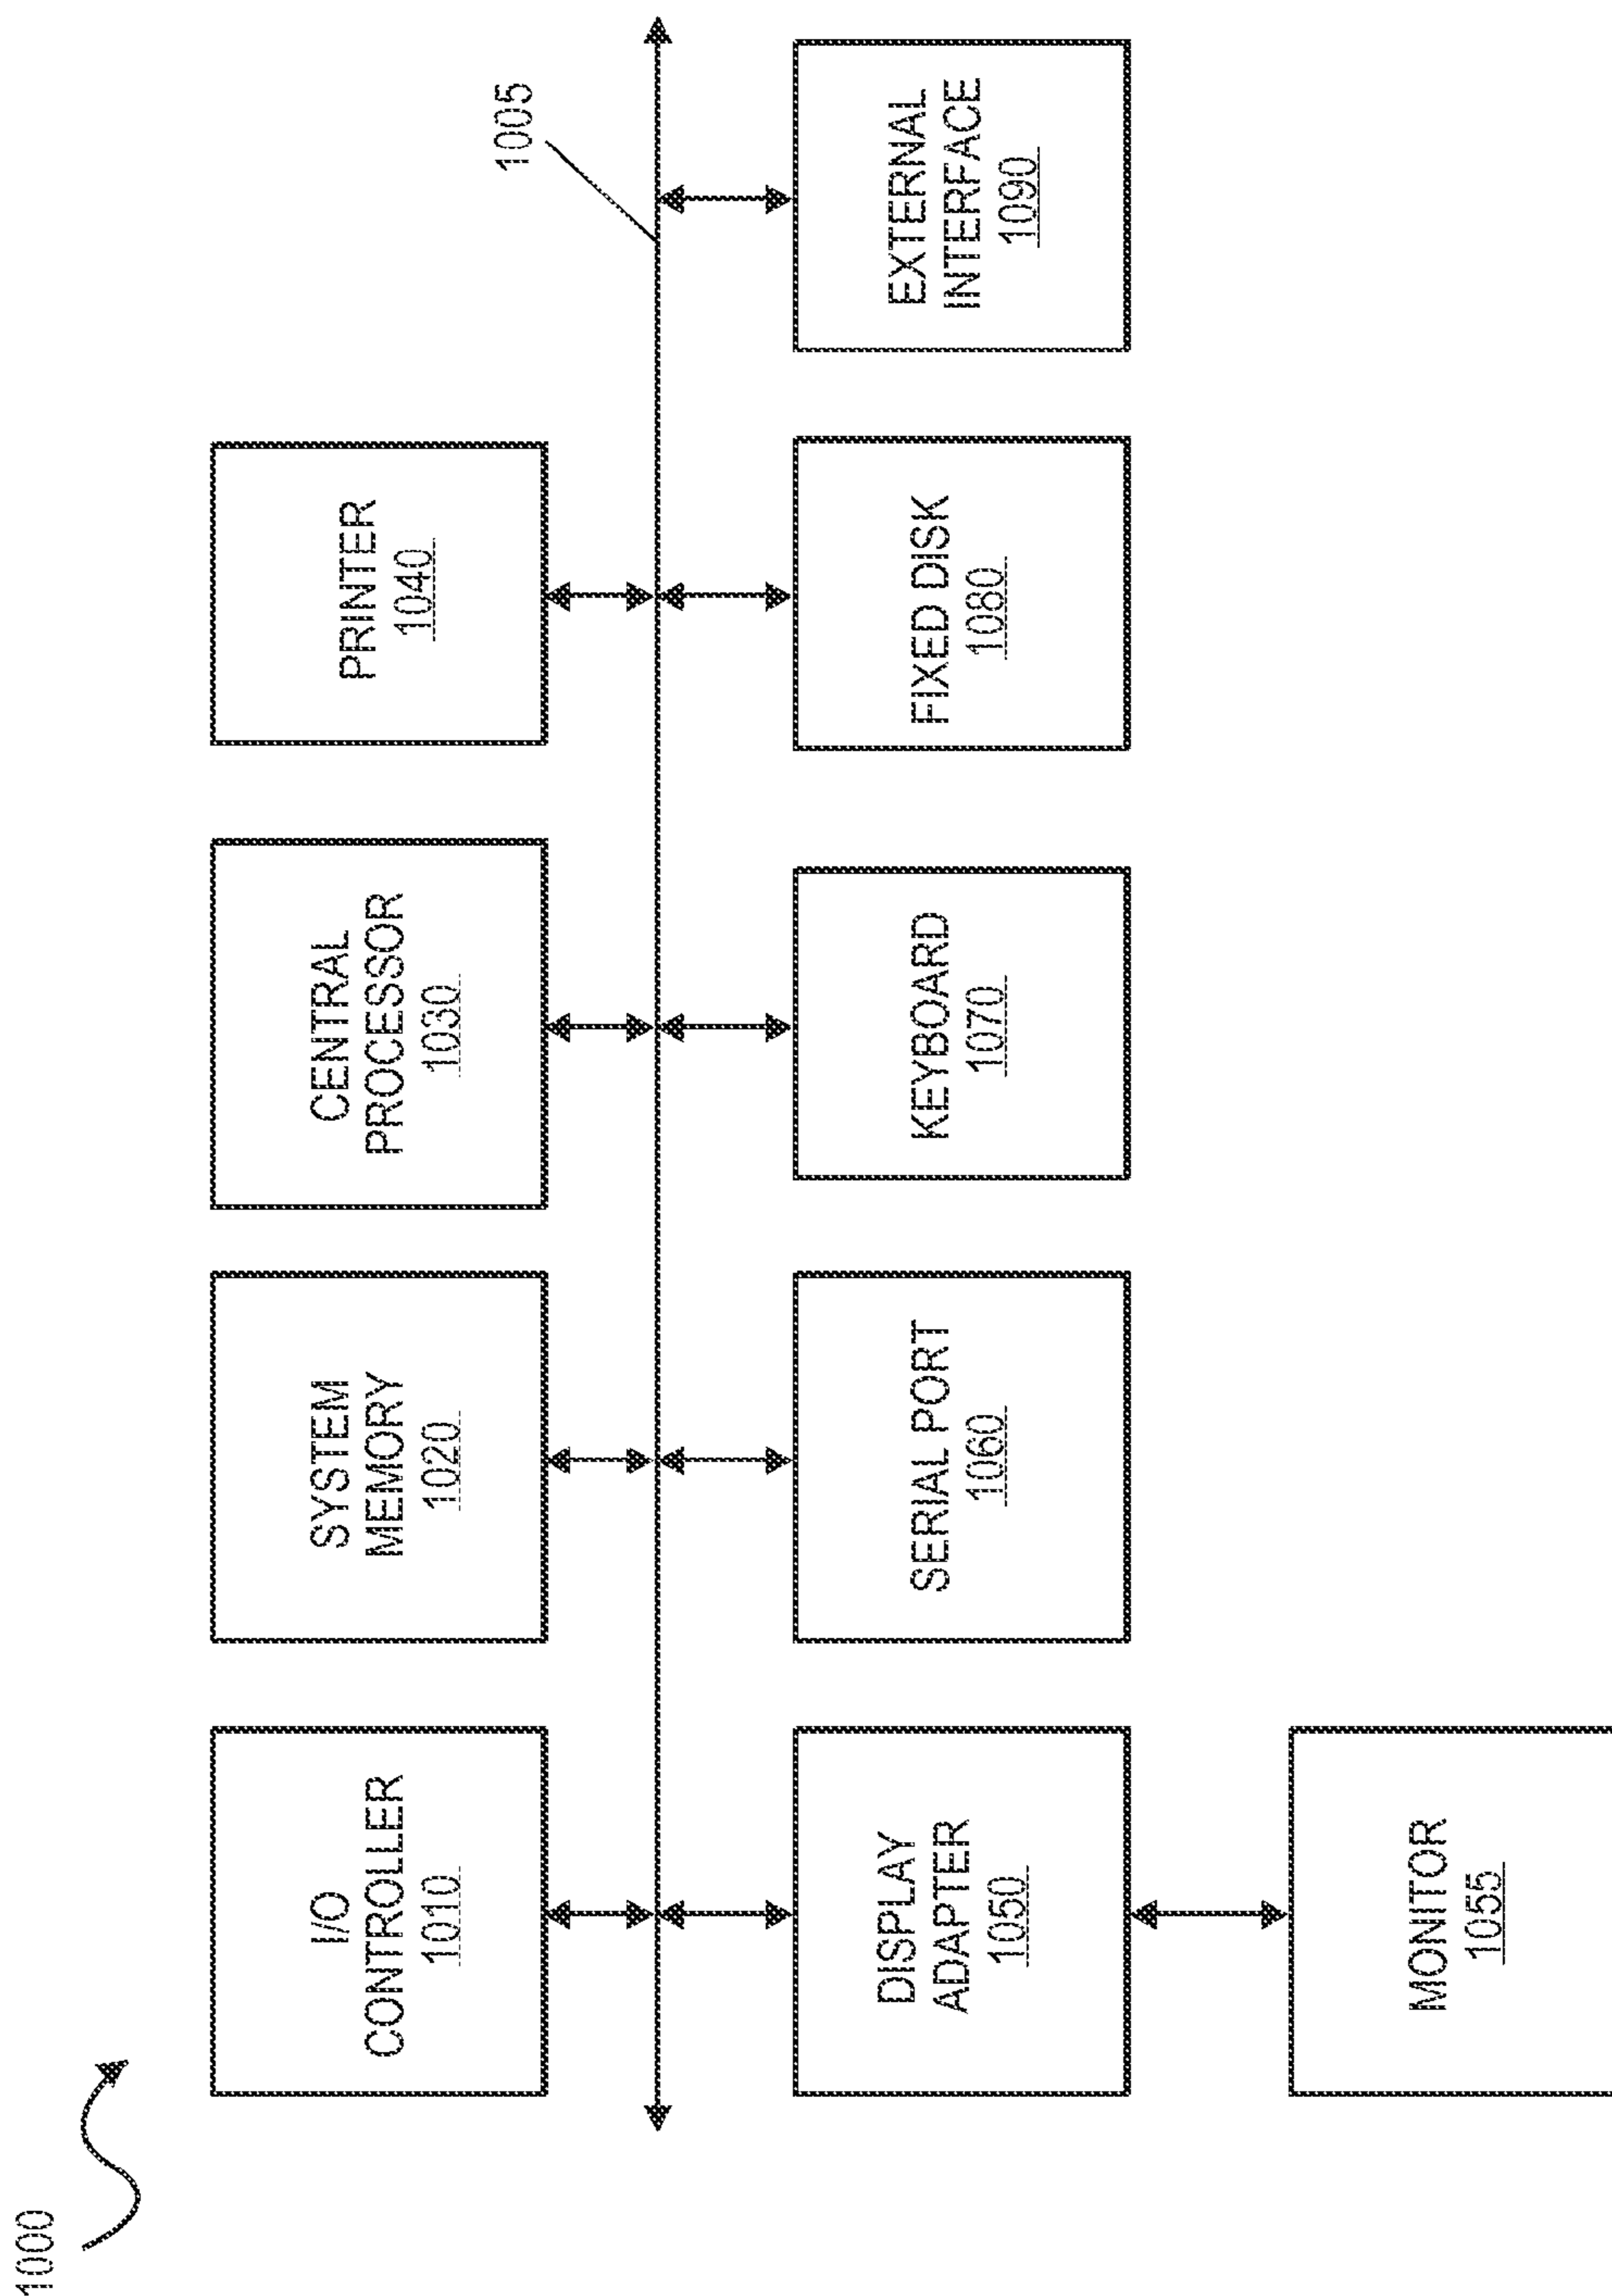 1000
I/O
CONTROLLER
1010
SYSTEM
MEMORY
1020
CENTRAL
PROCESSOR
1030
PRINTER
1040
1005
DISPLAY
ADAPTER
1050
SERIAL PORT
1060
KEYBOARD
1070
FIXED DISK
1080
EXTERNAL
INTERFACE
1090
MONITOR
1055